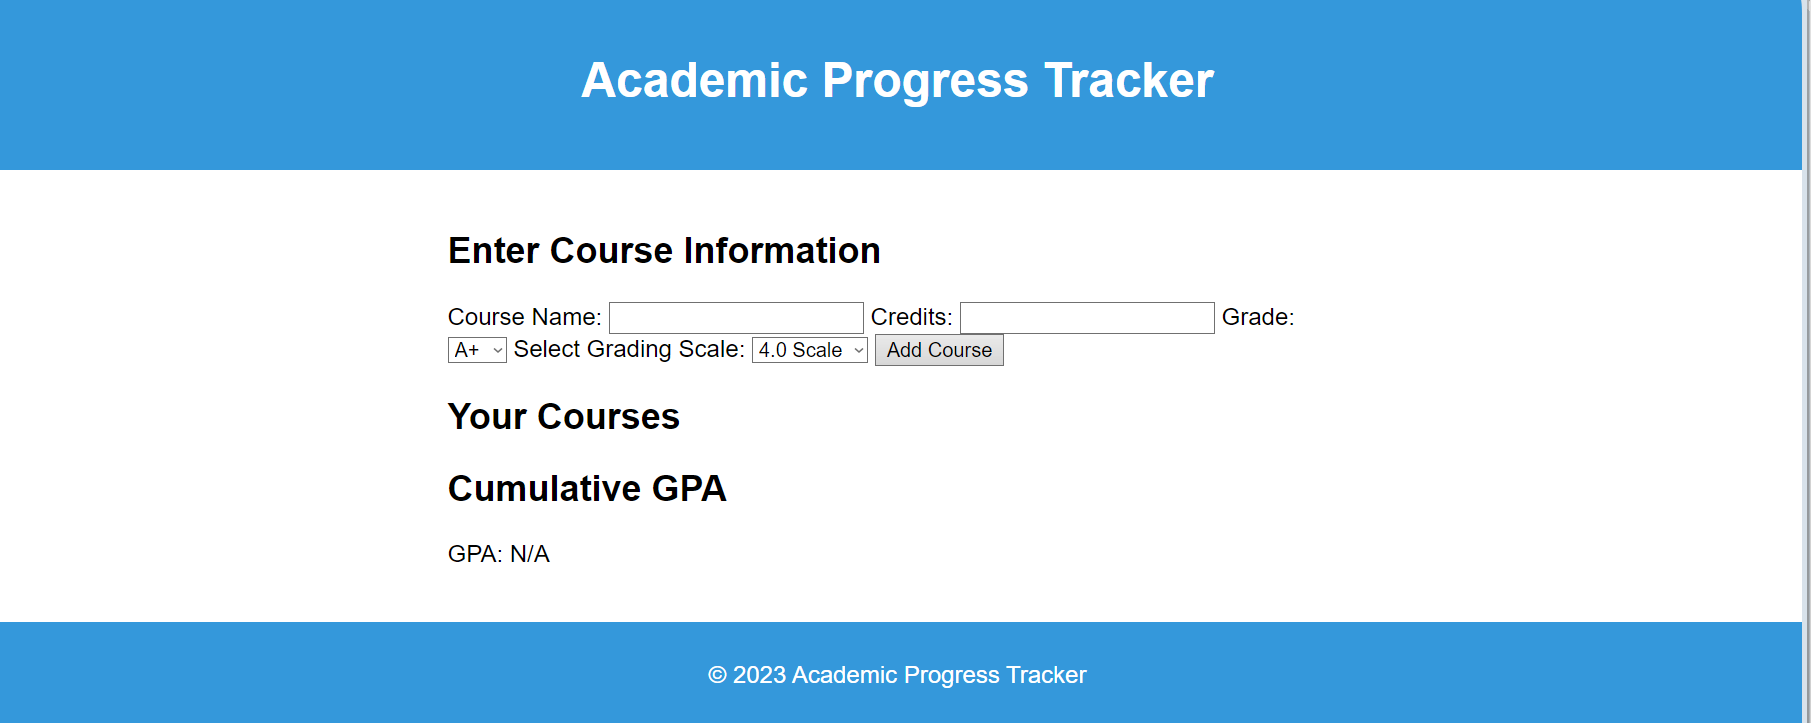 Academic Progress Tracker
Enter Course Information
Course Name: Credits: Grade:
A+ Select Grading Scale: 4.0 Scale Add Course
Your Courses
Cumulative GPA
GPA: N/A
© 2023 Academic Progress Tracker